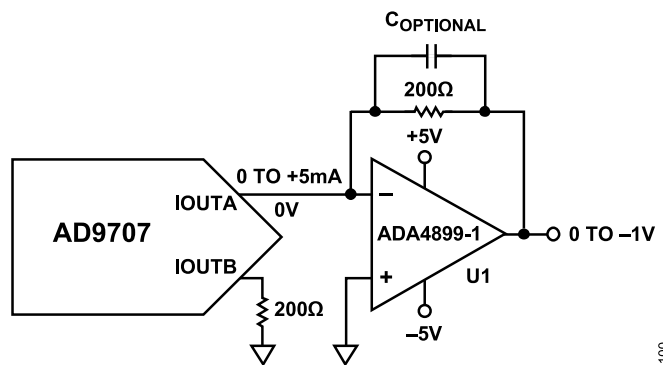 COPTIONAL
200Ω
+5V
0 TO +5mA
IOUTA
0V
–
AD9707
ADA4899-1
0 TO –1V
IOUTB
+
U1
200Ω
–5V